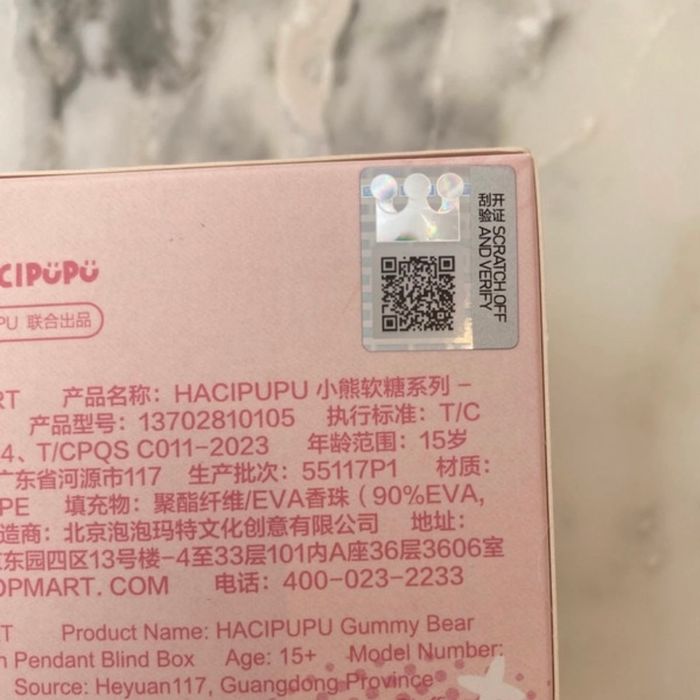 CIPUPU
PU 联合出品
开启 SCRATCH OFF
刮酴 AND VERIFY
RT 产品名称：HACIPUPU 小熊软糖系列 –
产品型号：13702810105 执行标准：T/C
4、T/CPQS C011-2023 年龄范围：15岁
广东省河源市117 生产批次：55117P1 材质：
PE 填充物：聚酯纤维/EVA香珠（90%EVA,
造商：北京泡泡玛特文化创意有限公司 地址：
东园四区13号楼-4至33层101内A座36层3606室
OPMART. COM 电话：400-023-2233
T Product Name: HACIPUPU Gummy Bear
h Pendant Blind Box Age: 15+ Model Number:
Source: Heyuan117, Guangdong Province